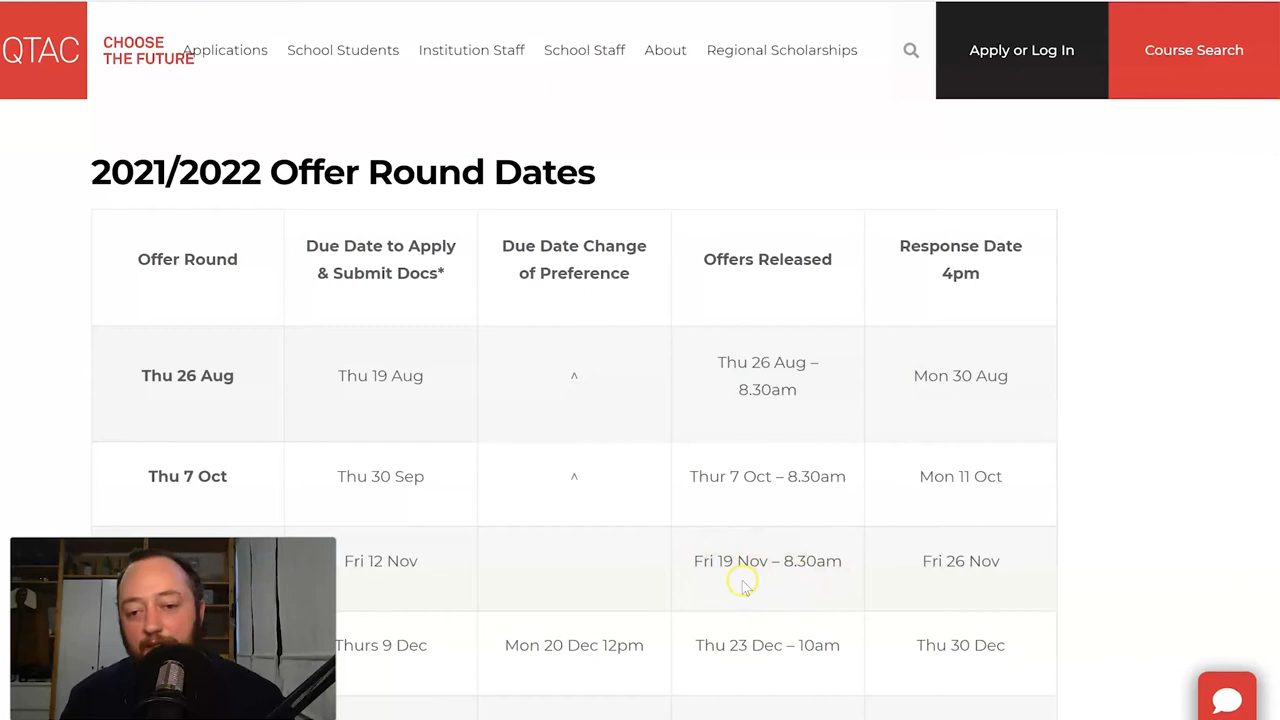 QTAC
CHOOSE
THE FUTURE
Applications
School Students
Institution Staff
School Staff
About
Regional Scholarships
Apply or Log In
Course Search
2021/2022 Offer Round Dates
Offer Round
Due Date to Apply
& Submit Docs*
Due Date Change
of Preference
Offers Released
Response Date
4pm
Thu 26 Aug
Thu 19 Aug
^
Thu 26 Aug –
8.30am
Mon 30 Aug
Thu 7 Oct
Thu 30 Sep
^
Thur 7 Oct – 8.30am
Mon 11 Oct
Fri 12 Nov
Fri 19 Nov – 8.30am
Fri 26 Nov
Thurs 9 Dec
Mon 20 Dec 12pm
Thu 23 Dec – 10am
Thu 30 Dec